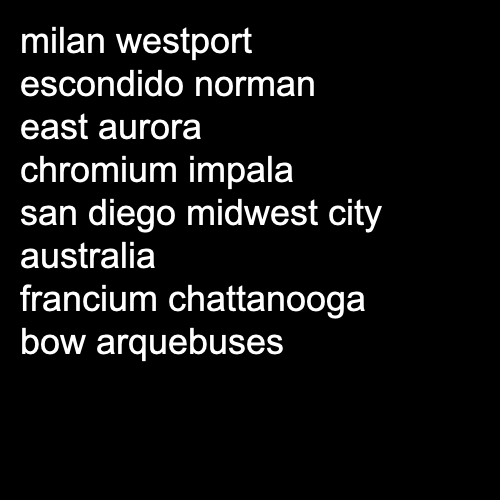 milan westport
escondido norman
east aurora
chromium impala
san diego midwest city
australia
francium chattanooga
bow arquebuses